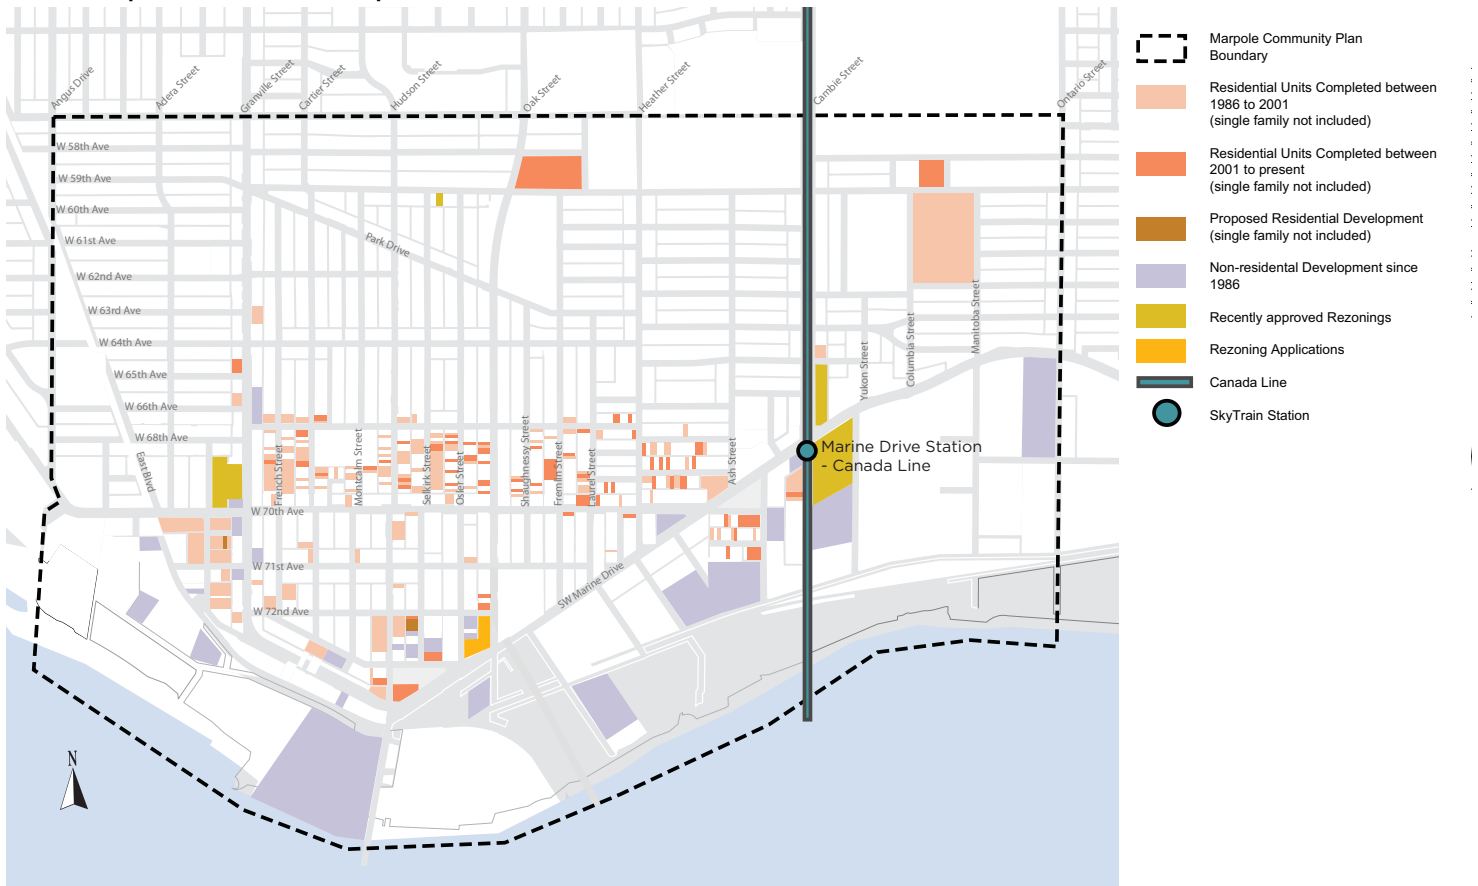 Angus Drive
Adera Street
Granville Street
Cartier Street
Hudson Street
Oak Street
Heather Street
Cambie Street
Ontario Street
W 58th Ave
W 59th Ave
W 60th Ave
W 61st Ave
W 62nd Ave
W 63rd Ave
W 64th Ave
W 65th Ave
W 66th Ave
W 68th Ave
W 70th Ave
W 71st Ave
W 72nd Ave
Park Drive
East Blvd
French Street
Montcalm Street
Selkirk Street
Osler Street
Shaughnessy Street
Fremlin Street
Laurel Street
Ash Street
Yukon Street
Columbia Street
Manitoba Street
SW Marine Drive
Marine Drive Station
- Canada Line
N
Marpole Community Plan
Boundary
Residential Units Completed between
1986 to 2001
(single family not included)
Residential Units Completed between
2001 to present
(single family not included)
Proposed Residential Development
(single family not included)
Non-residental Development since
1986
Recently approved Rezonings
Rezoning Applications
Canada Line
SkyTrain Station